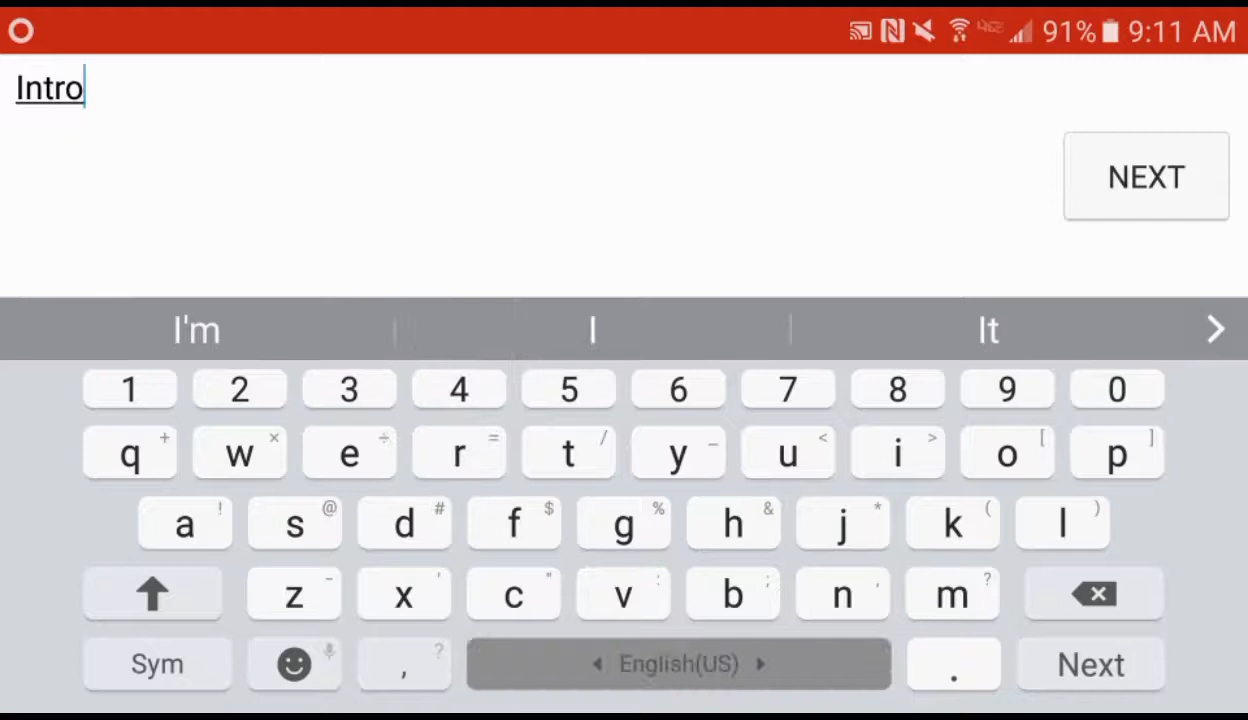 91% 9:11 AM
Intro
NEXT
I'm I It
1 2 3 4 5 6 7 8 9 0
q + w × e ÷ r = t / y _ u < i > o [ p ]
a ! s @ d # f $ g % h & j * k ( l )
z - x ' c " v : b ; n , m ?
Sym , ? English(US) . Next